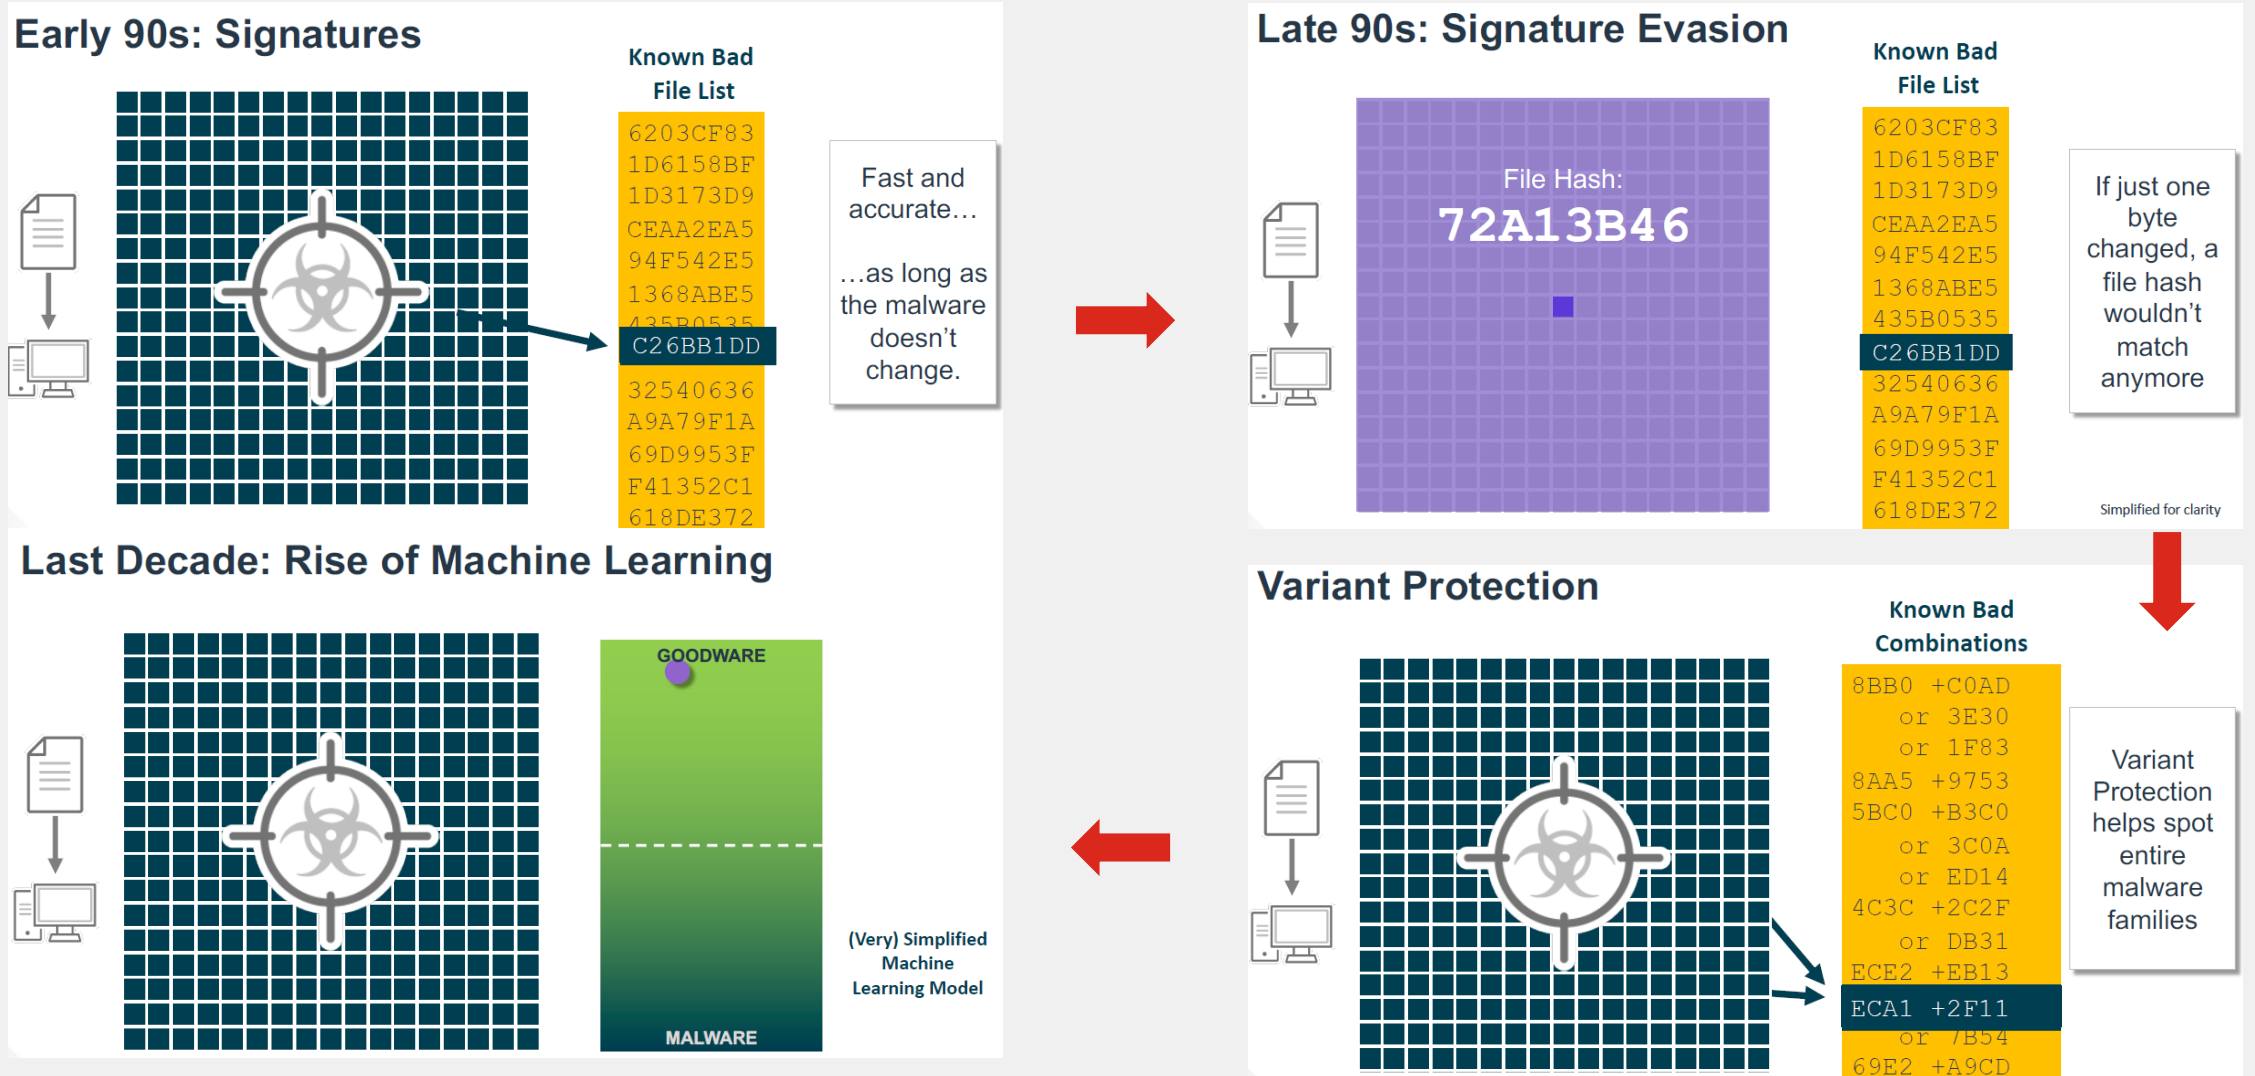 Early 90s: Signatures
Known Bad
File List
6203CF83
1D6158BF
1D3173D9
CEAA2EA5
94F542E5
1368ABE5
435B0535
C26BB1DD
32540636
A9A79F1A
69D9953F
F41352C1
618DE372
Fast and
accurate…
…as long as
the malware
doesn’t
change.
Late 90s: Signature Evasion
File Hash:
72A13B46
Known Bad
File List
6203CF83
1D6158BF
1D3173D9
CEAA2EA5
94F542E5
1368ABE5
435B0535
C26BB1DD
32540636
A9A79F1A
69D9953F
F41352C1
618DE372
If just one
byte
changed, a
file hash
wouldn’t
match
anymore
Simplified for clarity
Last Decade: Rise of Machine Learning
GOODWARE
MALWARE
(Very) Simplified
Machine
Learning Model
Variant Protection
Known Bad
Combinations
8BB0 +C0AD
or 3E30
or 1F83
8AA5 +9753
5BC0 +B3C0
or 3C0A
or ED14
4C3C +2C2F
or DB31
ECE2 +EB13
ECA1 +2F11
or 7B54
69E2 +A9CD
Variant
Protection
helps spot
entire
malware
families